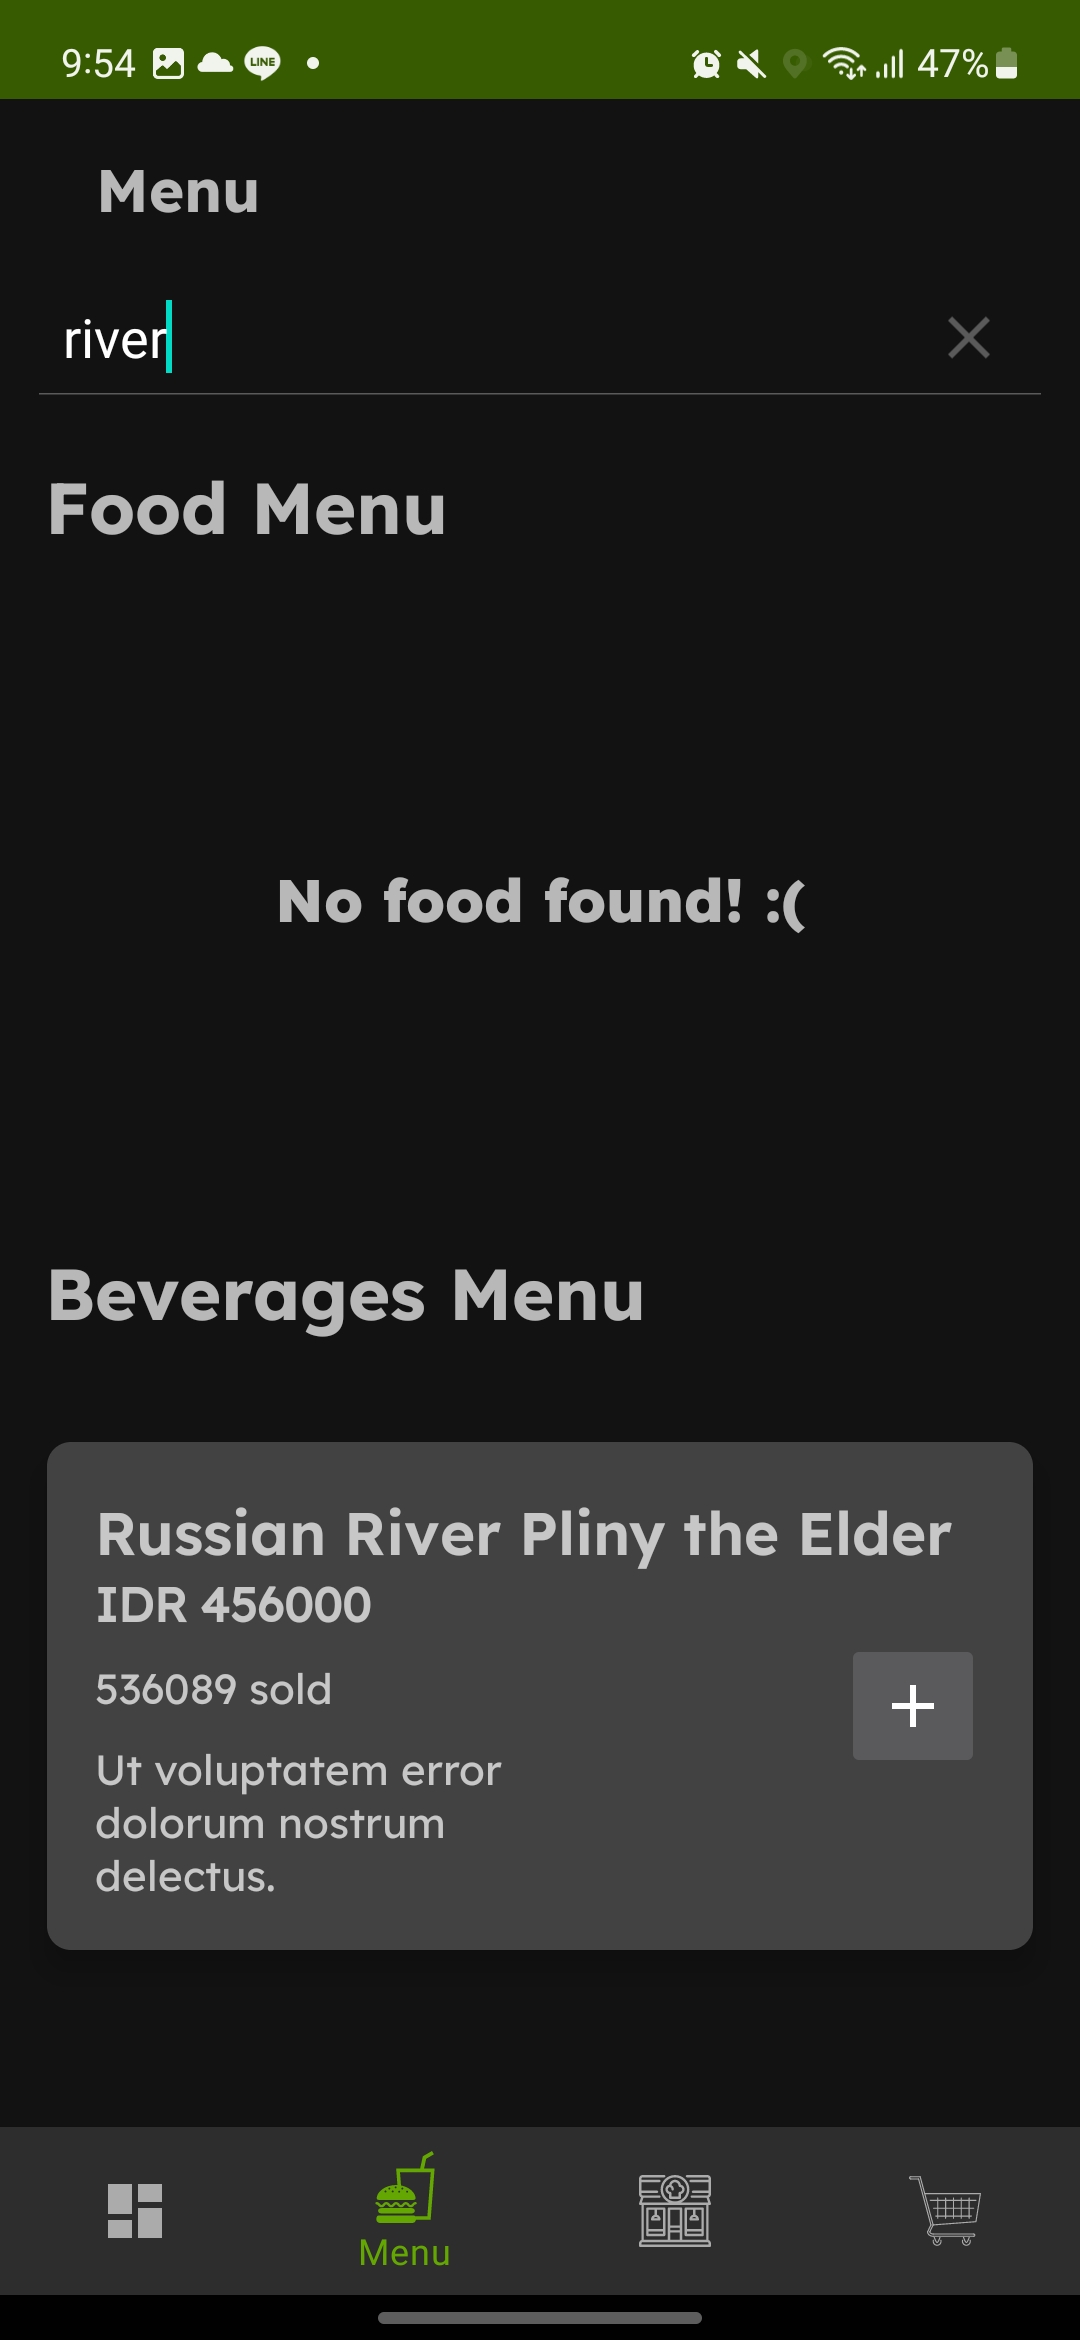 9:54
LINE
47%
Menu
river
Food Menu
No food found! :(
Beverages Menu
Russian River Pliny the Elder
IDR 456000
536089 sold
Ut voluptatem error
dolorum nostrum
delectus.
Menu